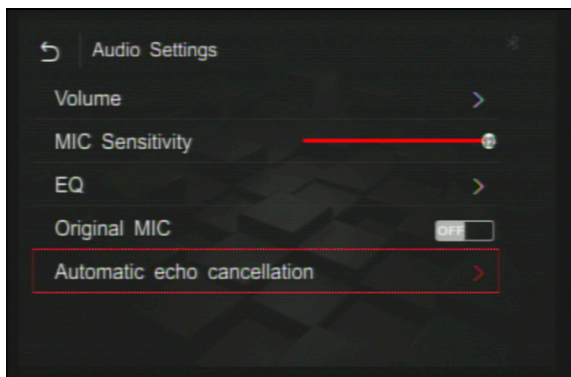 Audio Settings
Volume
MIC Sensitivity
EQ
Original MIC
OFF
Automatic echo cancellation